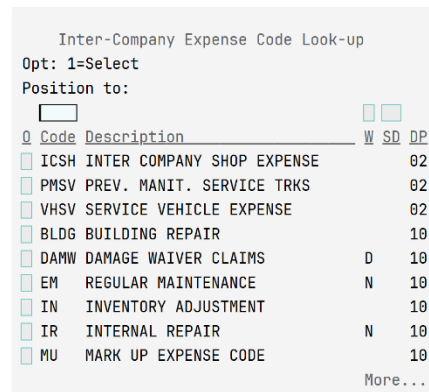 Inter-Company Expense Code Look-up
Opt: 1=Select
Position to:
O Code Description W SD DP
ICSH INTER COMPANY SHOP EXPENSE 02
PMSV PREV. MANIT. SERVICE TRKS 02
VHSV SERVICE VEHICLE EXPENSE 02
BLDG BUILDING REPAIR 10
DAMW DAMAGE WAIVER CLAIMS D 10
EM REGULAR MAINTENANCE N 10
IN INVENTORY ADJUSTMENT 10
IR INTERNAL REPAIR N 10
MU MARK UP EXPENSE CODE 10
More...